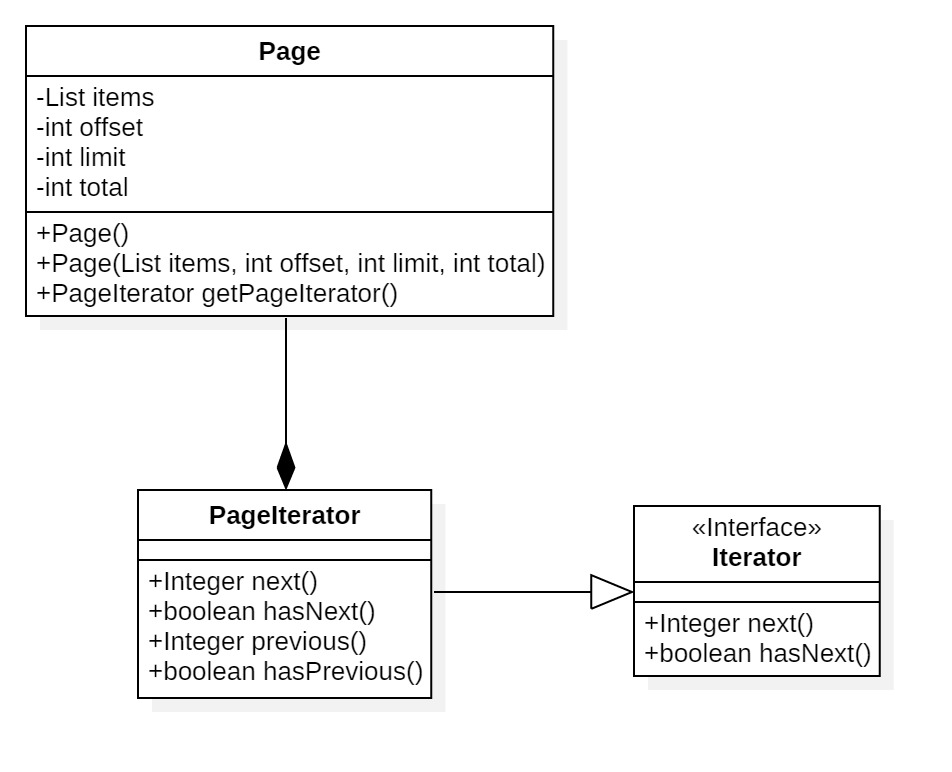 Page
-List items
-int offset
-int limit
-int total
+Page()
+Page(List items, int offset, int limit, int total)
+PageIterator getPageIterator()
PageIterator
+Integer next()
+boolean hasNext()
+Integer previous()
+boolean hasPrevious()
«Interface»
Iterator
+Integer next()
+boolean hasNext()